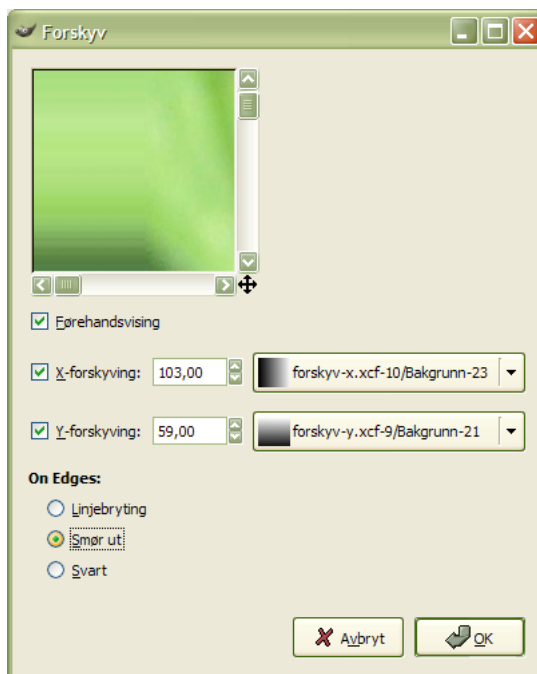 Forskyv
Førehandsvising
X-forskyving: 103,00 forskyv-x.xcf-10/Bakgrunn-23
Y-forskyving: 59,00 forskyv-y.xcf-9/Bakgrunn-21
On Edges:
Linjebryting
Smør ut
Svart
Avbryt OK